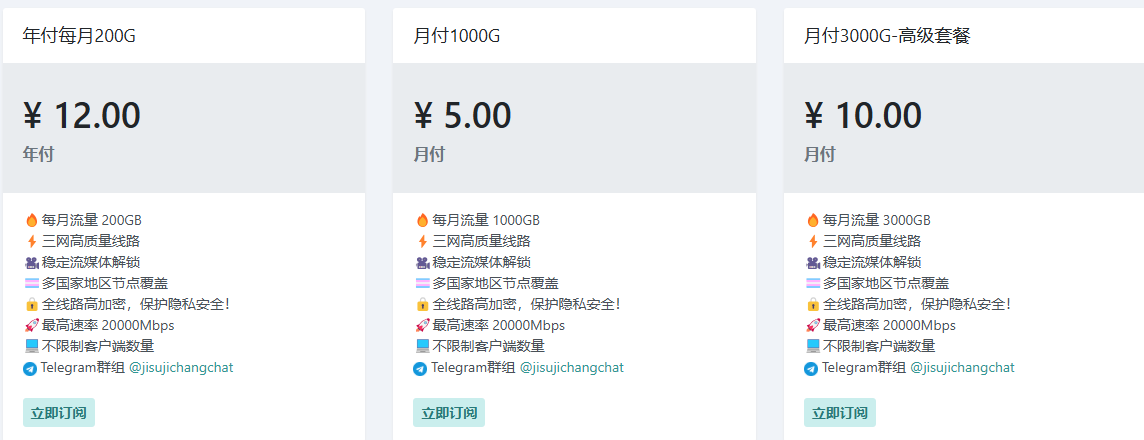 年付每月200G
¥ 12.00
年付
🔥每月流量 200GB
⚡三网高质量线路
🎥稳定流媒体解锁
多国家地区节点覆盖
🔒全线路高加密，保护隐私安全！
🚀最高速率 20000Mbps
💻不限制客户端数量
Telegram群组 @jisujichangchat
立即订阅
月付1000G
¥ 5.00
月付
🔥每月流量 1000GB
⚡三网高质量线路
🎥稳定流媒体解锁
多国家地区节点覆盖
🔒全线路高加密，保护隐私安全！
🚀最高速率 20000Mbps
💻不限制客户端数量
Telegram群组 @jisujichangchat
立即订阅
月付3000G-高级套餐
¥ 10.00
月付
🔥每月流量 3000GB
⚡三网高质量线路
🎥稳定流媒体解锁
多国家地区节点覆盖
🔒全线路高加密，保护隐私安全！
🚀最高速率 20000Mbps
💻不限制客户端数量
Telegram群组 @jisujichangchat
立即订阅